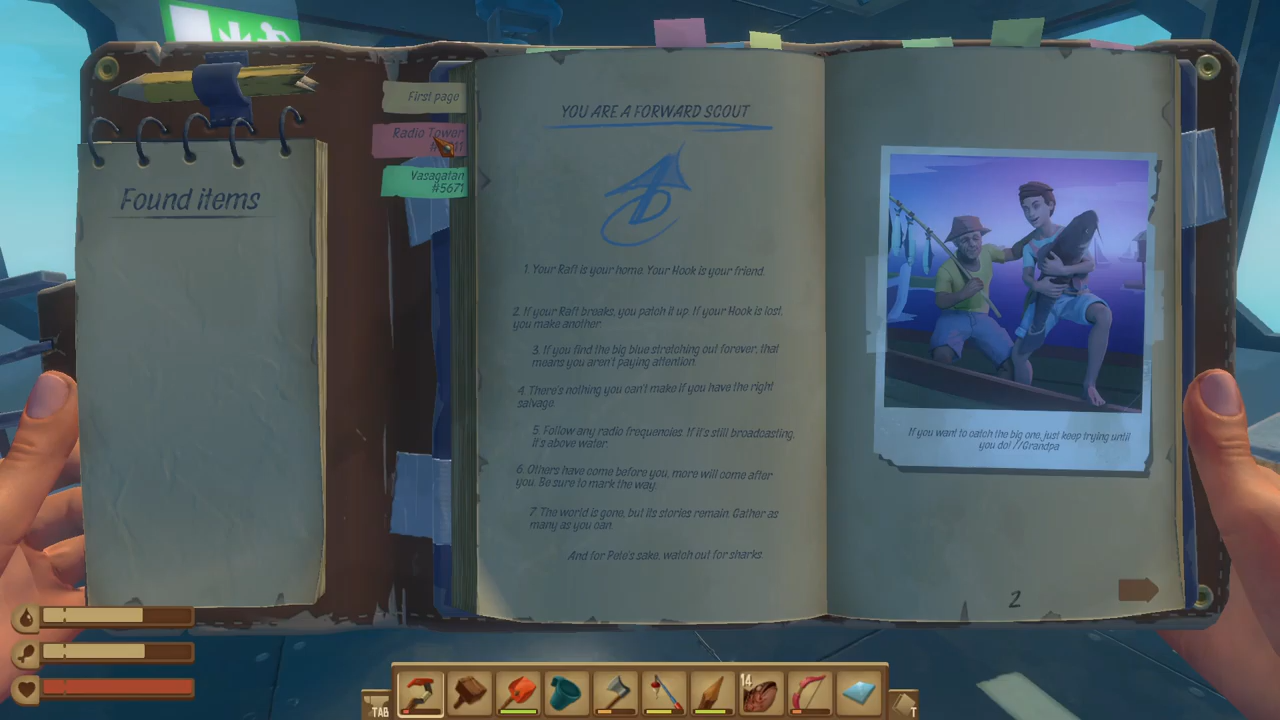 First page
Radio Tower
Vasagatan
#5671
Found items
YOU ARE A FORWARD SCOUT
1. Your Raft is your home. Your Hook is your friend.
2. If your Raft breaks, you patch it up. If your Hook is lost,
you make another.
3. If you find the big blue stretching out forever, that
means you aren't paying attention.
4. There's nothing you can't make if you have the right
salvage.
5. Follow any radio frequencies. If it's still broadcasting,
it's above water.
6. Others have come before you, more will come after
you. Be sure to mark the way.
7. The world is gone, but its stories remain. Gather as
many as you can.
And for Pete's sake, watch out for sharks.
If you want to catch the big one, just keep trying until
you do! //Grandpa
2
TAB
14
T